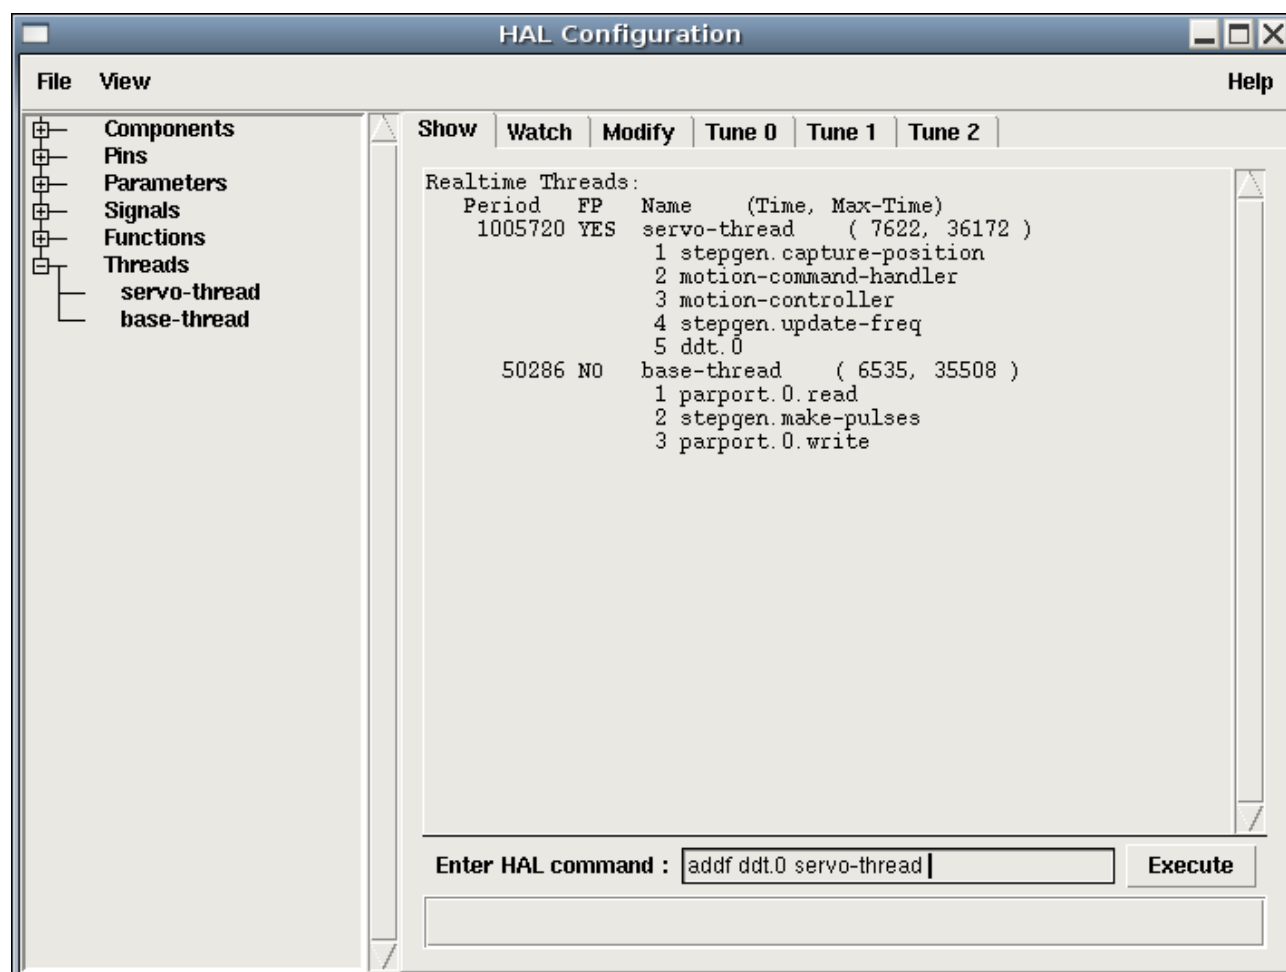 HAL Configuration
File View Help
Components
Pins
Parameters
Signals
Functions
Threads
servo-thread
base-thread
Show Watch Modify Tune 0 Tune 1 Tune 2
Realtime Threads:
Period FP Name (Time, Max-Time)
1005720 YES servo-thread ( 7622, 36172 )
1 stepgen.capture-position
2 motion-command-handler
3 motion-controller
4 stepgen.update-freq
5 ddt.0
50286 NO base-thread ( 6535, 35508 )
1 parport.0.read
2 stepgen.make-pulses
3 parport.0.write
Enter HAL command : addf ddt.0 servo-thread Execute